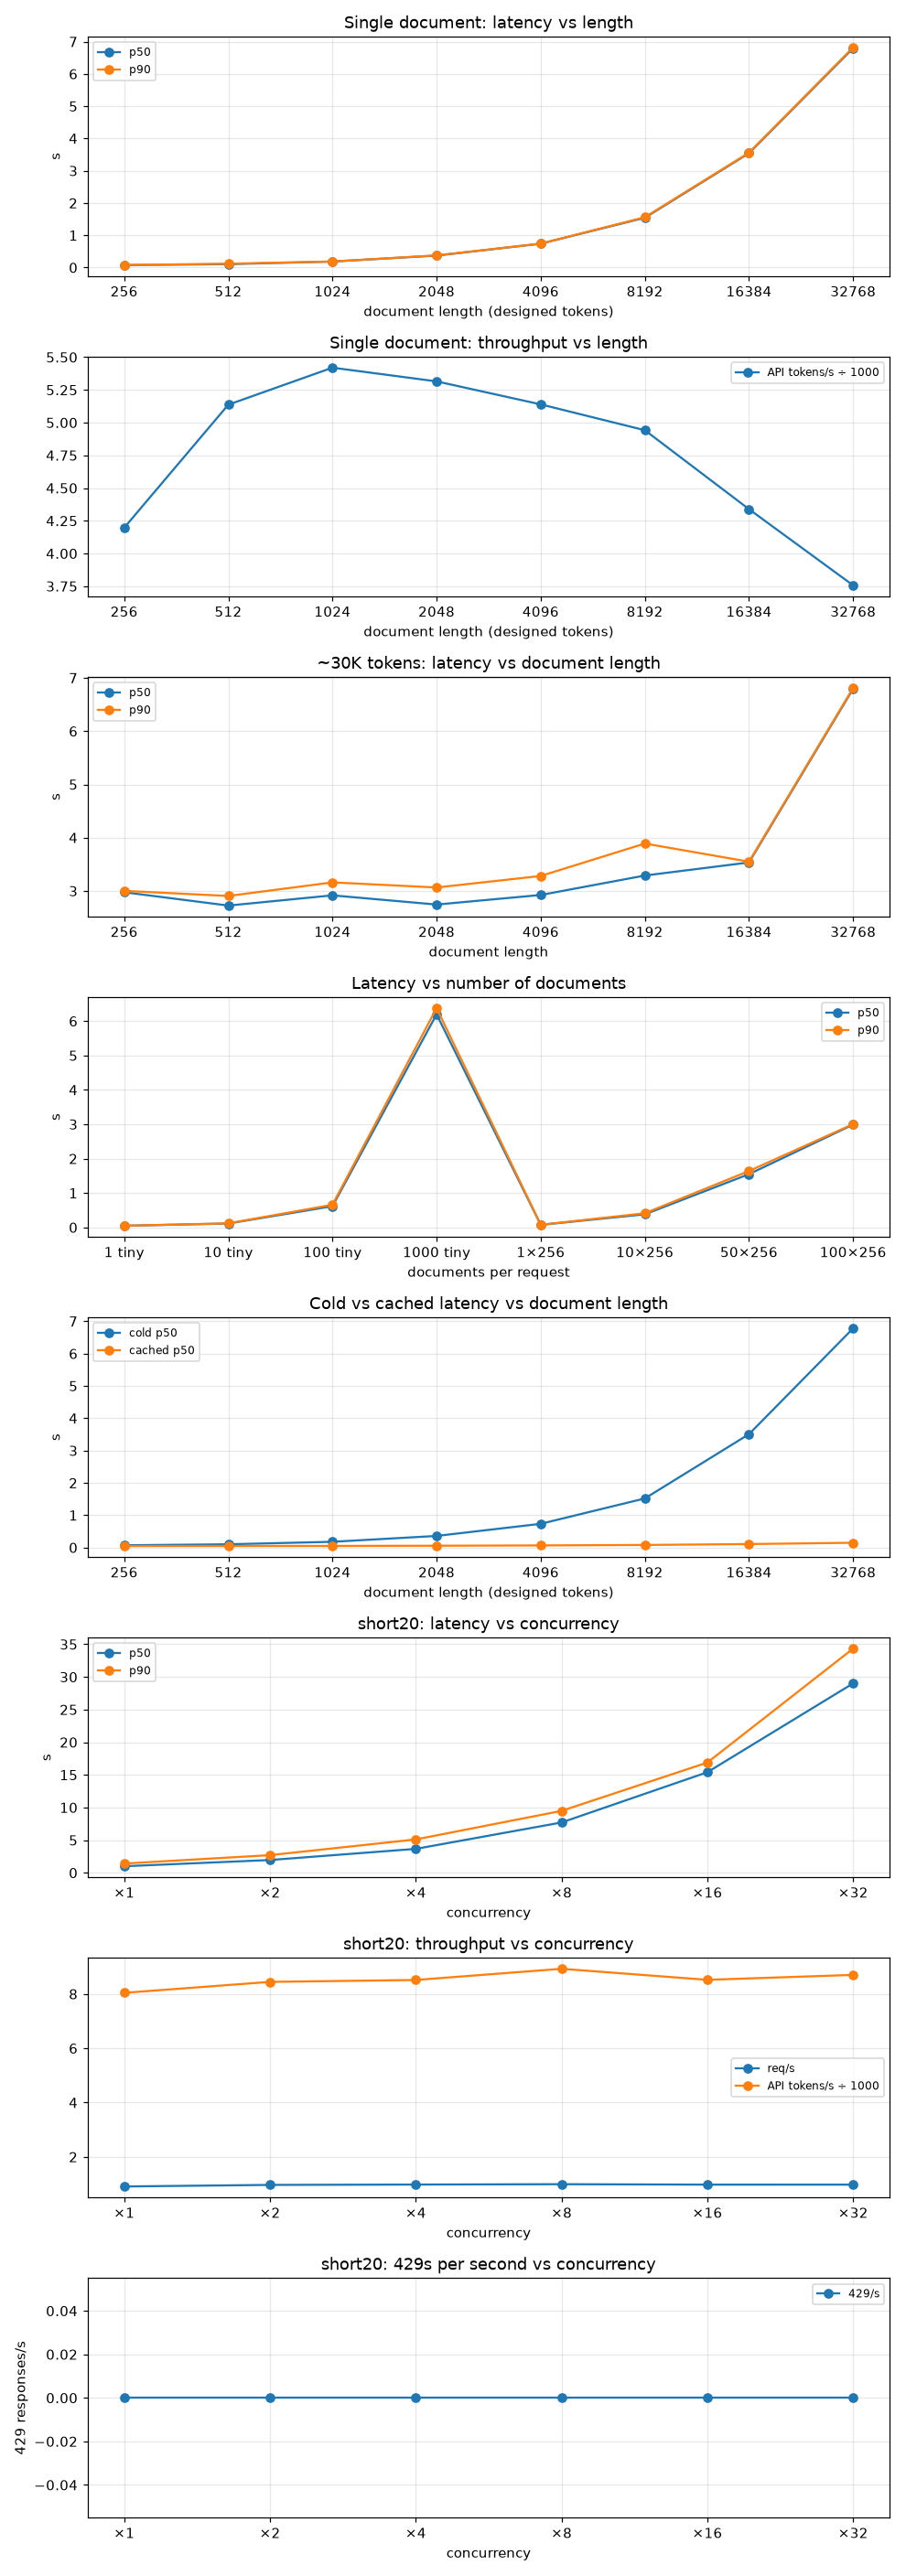 Single document: latency vs length
p50
p90
7
6
5
4
3
2
1
0
s
256 512 1024 2048 4096 8192 16384 32768
document length (designed tokens)
Single document: throughput vs length
API tokens/s ÷ 1000
5.50
5.25
5.00
4.75
4.50
4.25
4.00
3.75
256 512 1024 2048 4096 8192 16384 32768
document length (designed tokens)
~30K tokens: latency vs document length
p50
p90
7
6
5
4
3
s
256 512 1024 2048 4096 8192 16384 32768
document length
Latency vs number of documents
p50
p90
6
5
4
3
2
1
0
s
1 tiny 10 tiny 100 tiny 1000 tiny 1×256 10×256 50×256 100×256
documents per request
Cold vs cached latency vs document length
cold p50
cached p50
7
6
5
4
3
2
1
0
s
256 512 1024 2048 4096 8192 16384 32768
document length (designed tokens)
short20: latency vs concurrency
p50
p90
35
30
25
20
15
10
5
0
s
×1 ×2 ×4 ×8 ×16 ×32
concurrency
short20: throughput vs concurrency
8
6
4
2
req/s
API tokens/s ÷ 1000
×1 ×2 ×4 ×8 ×16 ×32
concurrency
short20: 429s per second vs concurrency
429/s
0.04
0.02
0.00
−0.02
−0.04
429 responses/s
×1 ×2 ×4 ×8 ×16 ×32
concurrency